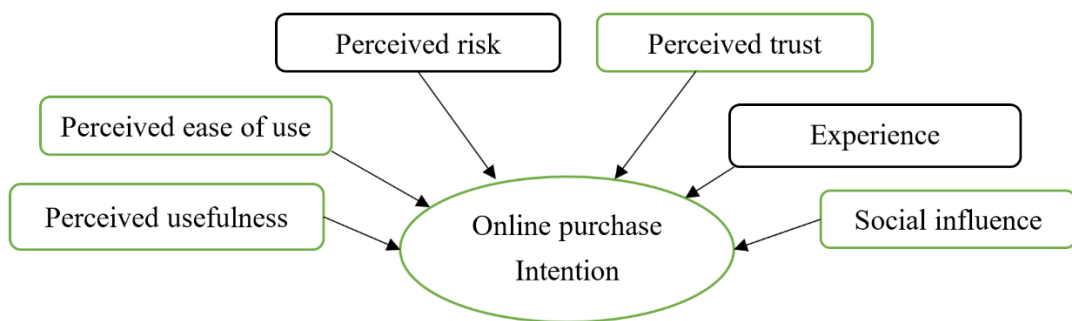 Perceived risk
Perceived trust
Perceived ease of use
Experience
Perceived usefulness
Social influence
Online purchase
Intention